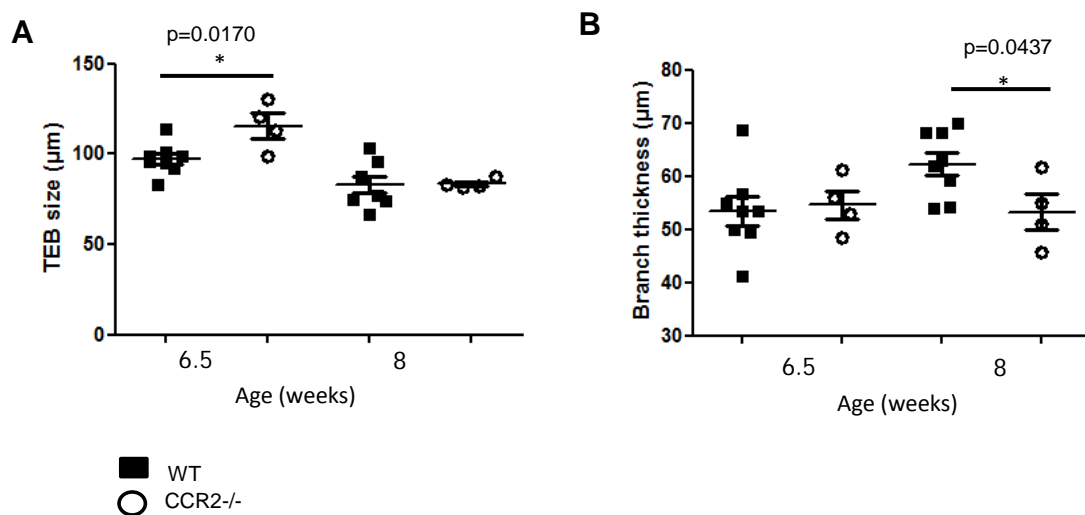 A
p=0.0170
*
TEB size (µm)
150
100
50
0
6.5
8
Age (weeks)
B
p=0.0437
*
Branch thickness (µm)
80
70
60
50
40
30
6.5
8
Age (weeks)
WT
CCR2-/-